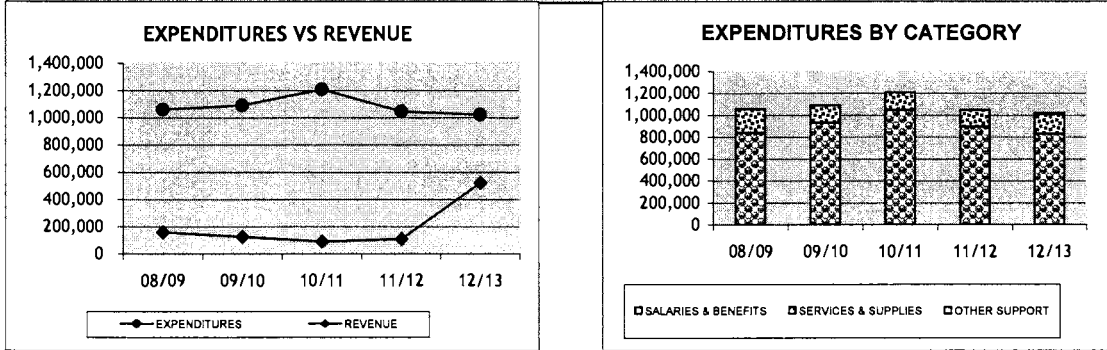 EXPENDITURES VS REVENUE
1,400,000
1,200,000
1,000,000
800,000
600,000
400,000
200,000
0
08/09 09/10 10/11 11/12 12/13
EXPENDITURES REVENUE
EXPENDITURES BY CATEGORY
1,400,000
1,200,000
1,000,000
800,000
600,000
400,000
200,000
0
08/09 09/10 10/11 11/12 12/13
SALARIES & BENEFITS SERVICES & SUPPLIES OTHER SUPPORT